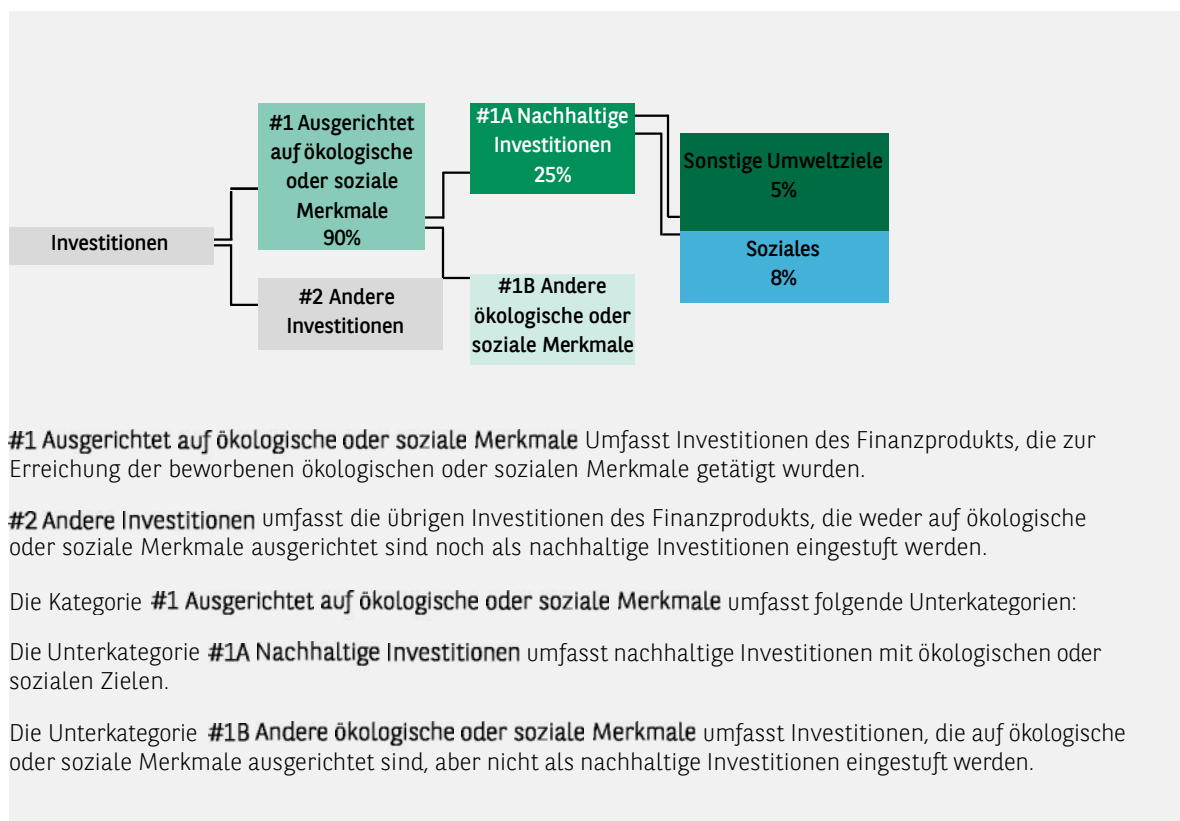 #1 Ausgerichtet
auf ökologische
oder soziale
Merkmale
90%
#1A Nachhaltige
Investitionen
25%
Sonstige Umweltziele
5%
Investitionen
Soziales
8%
#2 Andere
Investitionen
#1B Andere
ökologische oder
soziale Merkmale
#1 Ausgerichtet auf ökologische oder soziale Merkmale Umfasst Investitionen des Finanzprodukts, die zur
Erreichung der beworbenen ökologischen oder sozialen Merkmale getätigt wurden.
#2 Andere Investitionen umfasst die übrigen Investitionen des Finanzprodukts, die weder auf ökologische
oder soziale Merkmale ausgerichtet sind noch als nachhaltige Investitionen eingestuft werden.
Die Kategorie #1 Ausgerichtet auf ökologische oder soziale Merkmale umfasst folgende Unterkategorien:
Die Unterkategorie #1A Nachhaltige Investitionen umfasst nachhaltige Investitionen mit ökologischen oder
sozialen Zielen.
Die Unterkategorie #1B Andere ökologische oder soziale Merkmale umfasst Investitionen, die auf ökologische
oder soziale Merkmale ausgerichtet sind, aber nicht als nachhaltige Investitionen eingestuft werden.